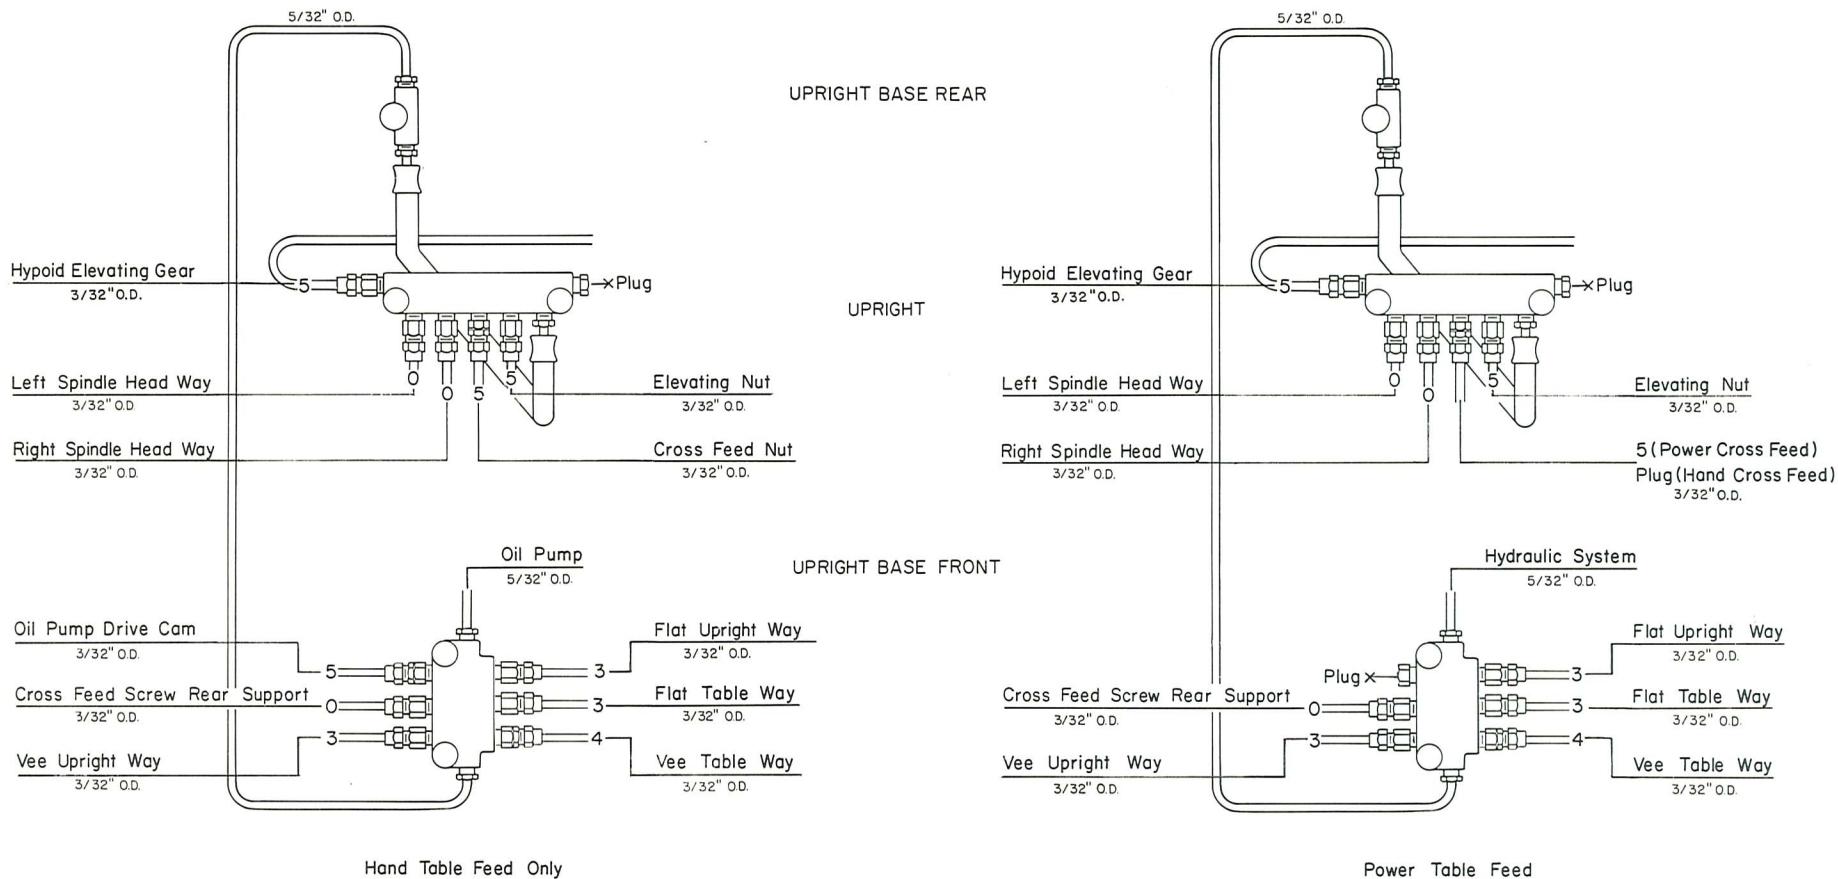 5/32" O.D.
UPRIGHT BASE REAR
Hypoid Elevating Gear
3/32" O.D.
5
Plug
UPRIGHT
Left Spindle Head Way
3/32" O.D.
0
0
5
5
Elevating Nut
3/32" O.D.
Right Spindle Head Way
3/32" O.D.
Cross Feed Nut
3/32" O.D.
Oil Pump
5/32" O.D.
UPRIGHT BASE FRONT
Oil Pump Drive Cam
3/32" O.D.
5
Cross Feed Screw Rear Support
3/32" O.D.
0
Vee Upright Way
3/32" O.D.
3
Flat Upright Way
3/32" O.D.
3
Flat Table Way
3/32" O.D.
3
Vee Table Way
3/32" O.D.
4
Hand Table Feed Only
5/32" O.D.
Hypoid Elevating Gear
3/32" O.D.
5
Plug
Left Spindle Head Way
3/32" O.D.
0
0
5
Elevating Nut
3/32" O.D.
Right Spindle Head Way
3/32" O.D.
5 (Power Cross Feed)
Plug (Hand Cross Feed)
3/32" O.D.
Hydraulic System
5/32" O.D.
Plug
Cross Feed Screw Rear Support
3/32" O.D.
0
Vee Upright Way
3/32" O.D.
3
Flat Upright Way
3/32" O.D.
3
Flat Table Way
3/32" O.D.
3
Vee Table Way
3/32" O.D.
4
Power Table Feed